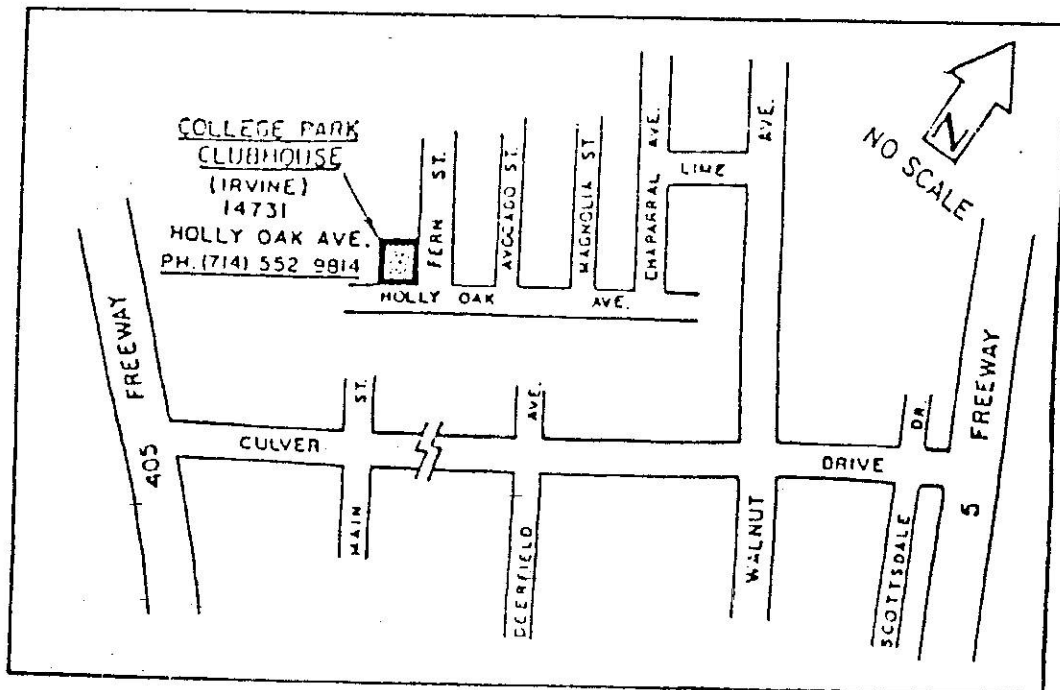 COLLEGE PARK
CLUBHOUSE
(IRVINE)
14731
HOLLY OAK AVE.
PH. (714) 552 9814
FERN ST.
AVOCADO ST.
MAGNOLIA ST
CHAPARRAL AVE.
LIME
AVE.
N
NO SCALE
HOLLY OAK AVE.
FREEWAY
405
CULVER
MAIN
ST.
DEERFIELD
AVE.
WALNUT
DRIVE
DR.
SCOTTSDALE
FREEWAY
5